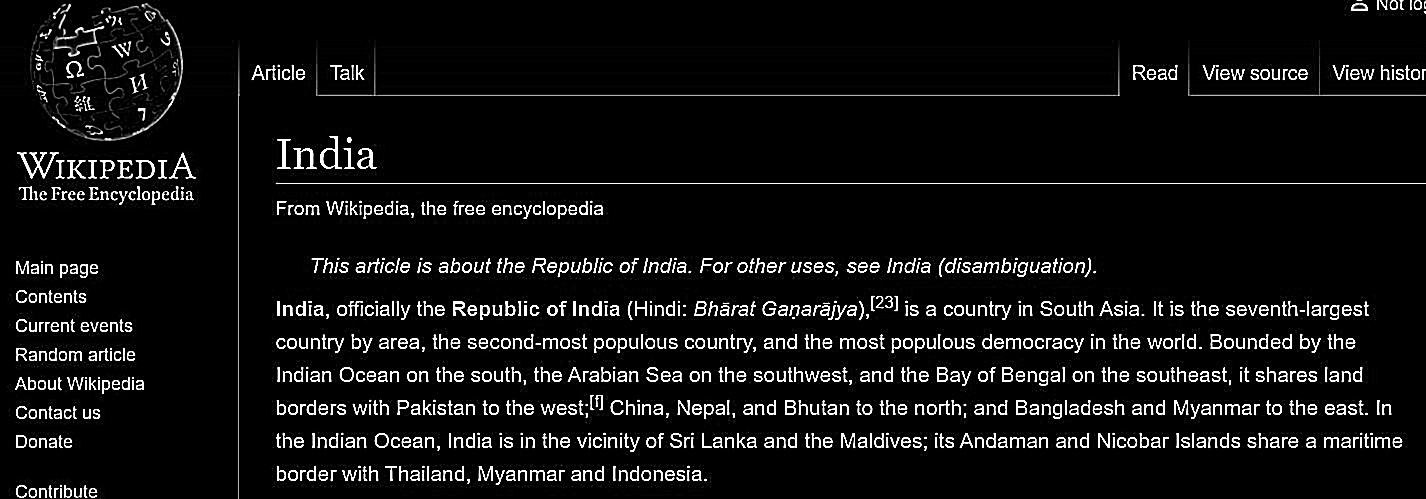 Not
Article Talk Read View source View histor
WIKIPEDIA
The Free Encyclopedia
India
From Wikipedia, the free encyclopedia
This article is about the Republic of India. For other uses, see India (disambiguation).
India, officially the Republic of India (Hindi: Bhārat Gaṇarājya),[23] is a country in South Asia. It is the seventh-largest
country by area, the second-most populous country, and the most populous democracy in the world. Bounded by the
Indian Ocean on the south, the Arabian Sea on the southwest, and the Bay of Bengal on the southeast, it shares land
borders with Pakistan to the west;[f] China, Nepal, and Bhutan to the north; and Bangladesh and Myanmar to the east. In
the Indian Ocean, India is in the vicinity of Sri Lanka and the Maldives; its Andaman and Nicobar Islands share a maritime
border with Thailand, Myanmar and Indonesia.
Main page
Contents
Current events
Random article
About Wikipedia
Contact us
Donate
Contribute